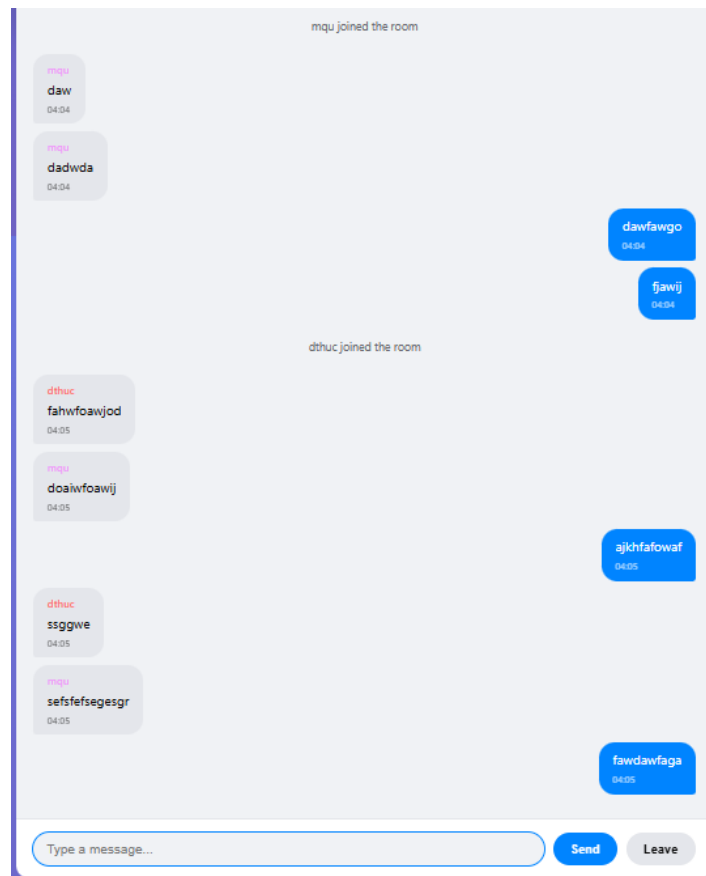 mqu joined the room
mqu
daw
04:04
mqu
dadwda
04:04
dawfawgo
04:04
fjawij
04:04
dthuc joined the room
dthuc
fahwfoawjod
04:05
mqu
doaiwfoawij
04:05
ajkhfafowaf
04:05
dthuc
ssggwe
04:05
mqu
sefsfefsegesgr
04:05
fawdawfaga
04:05
Type a message...
Send
Leave